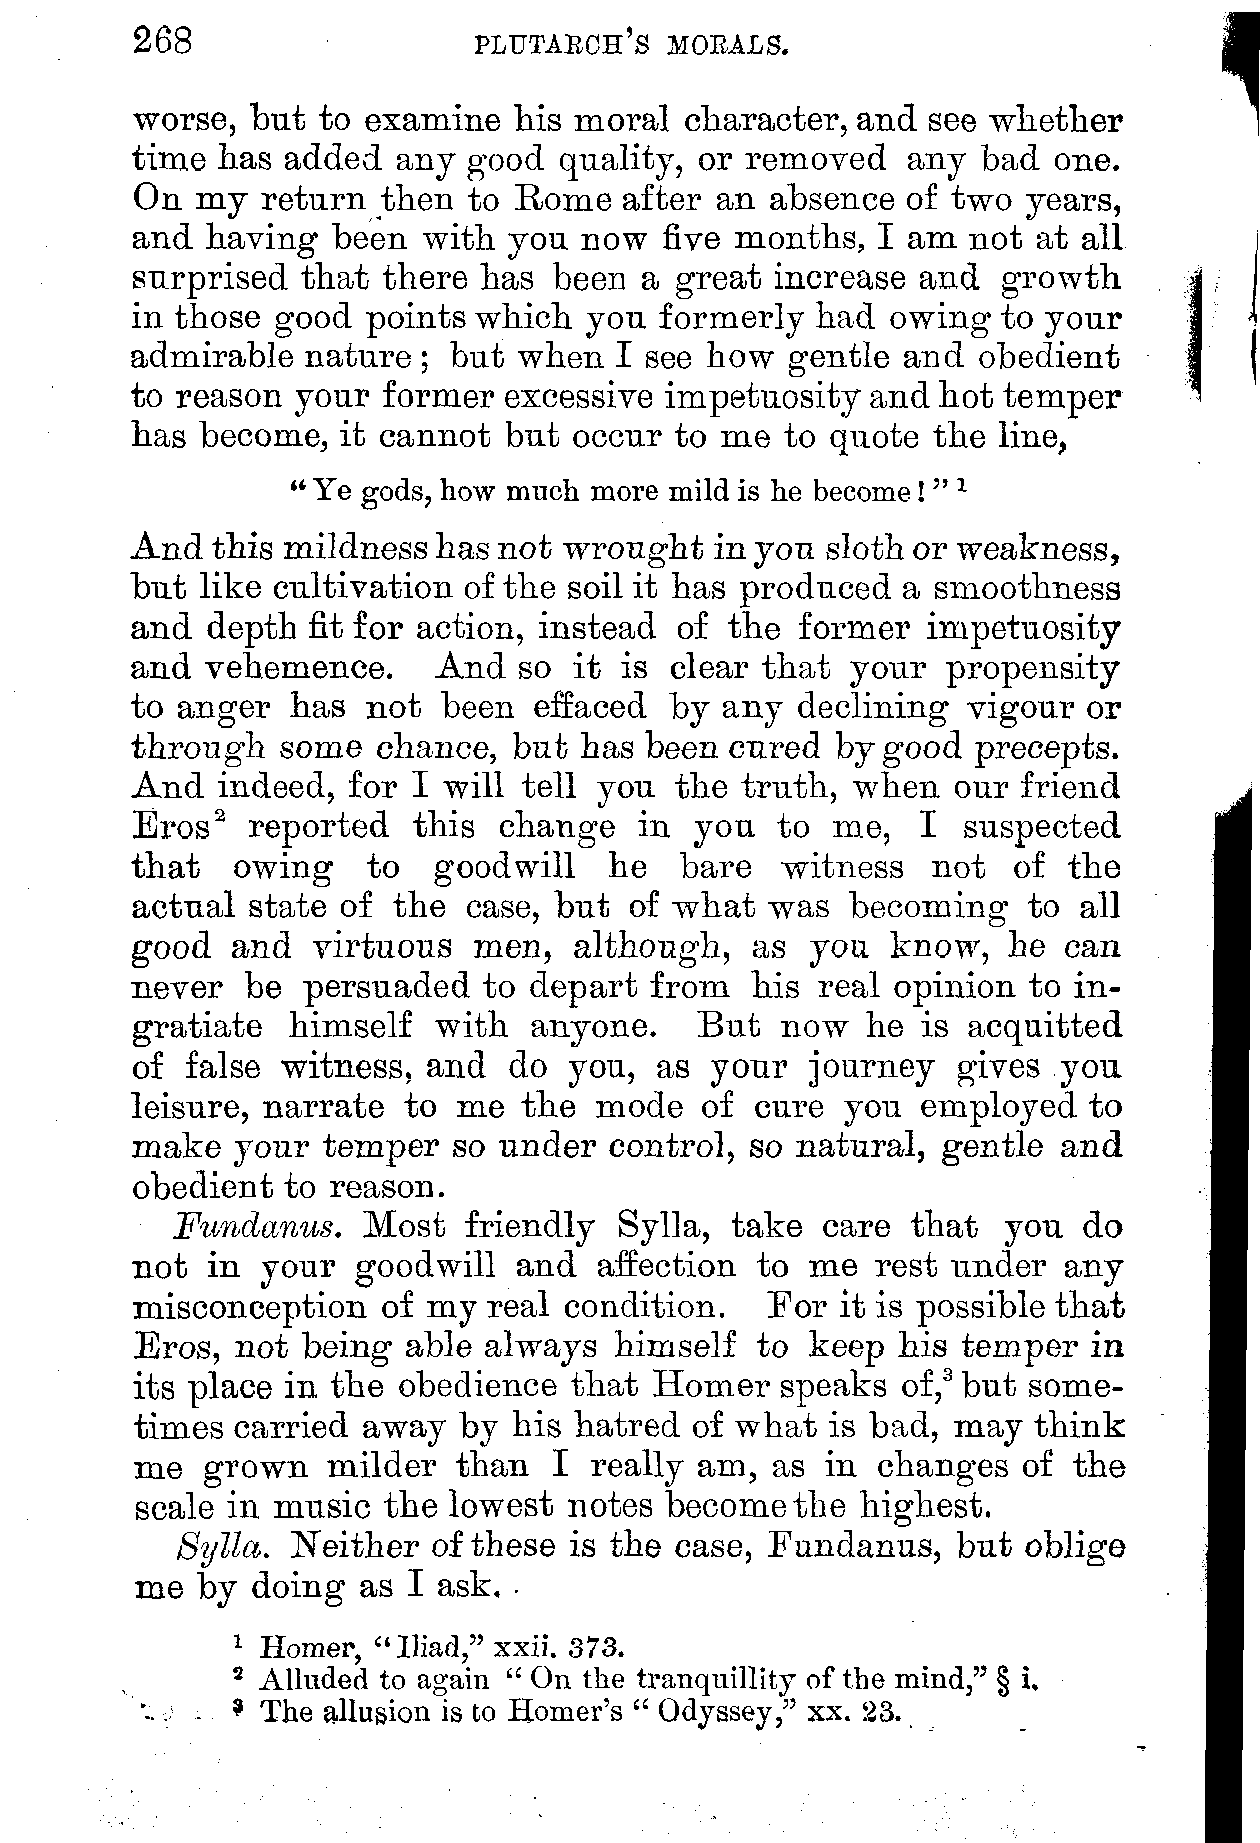 268 PLUTARCH'S MORALS.
worse, but to examine his moral character, and see whether
time has added any good quality, or removed any bad one.
On my return then to Rome after an absence of two years,
and having been with you now five months, I am not at all
surprised that there has been a great increase and growth
in those good points which you formerly had owing to your
admirable nature; but when I see how gentle and obedient
to reason your former excessive impetuosity and hot temper
has become, it cannot but occur to me to quote the line,
"Ye gods, how much more mild is he become!" ¹
And this mildness has not wrought in you sloth or weakness,
but like cultivation of the soil it has produced a smoothness
and depth fit for action, instead of the former impetuosity
and vehemence. And so it is clear that your propensity
to anger has not been effaced by any declining vigour or
through some chance, but has been cured by good precepts.
And indeed, for I will tell you the truth, when our friend
Eros² reported this change in you to me, I suspected
that owing to goodwill he bare witness not of the
actual state of the case, but of what was becoming to all
good and virtuous men, although, as you know, he can
never be persuaded to depart from his real opinion to in-
gratiate himself with anyone. But now he is acquitted
of false witness, and do you, as your journey gives you
leisure, narrate to me the mode of cure you employed to
make your temper so under control, so natural, gentle and
obedient to reason.
Fundanus. Most friendly Sylla, take care that you do
not in your goodwill and affection to me rest under any
misconception of my real condition. For it is possible that
Eros, not being able always himself to keep his temper in
its place in the obedience that Homer speaks of,³ but some-
times carried away by his hatred of what is bad, may think
me grown milder than I really am, as in changes of the
scale in music the lowest notes become the highest.
Sylla. Neither of these is the case, Fundanus, but oblige
me by doing as I ask.
¹ Homer, "Iliad," xxii. 373.
² Alluded to again "On the tranquillity of the mind," § i.
³ The allusion is to Homer's "Odyssey," xx. 23.